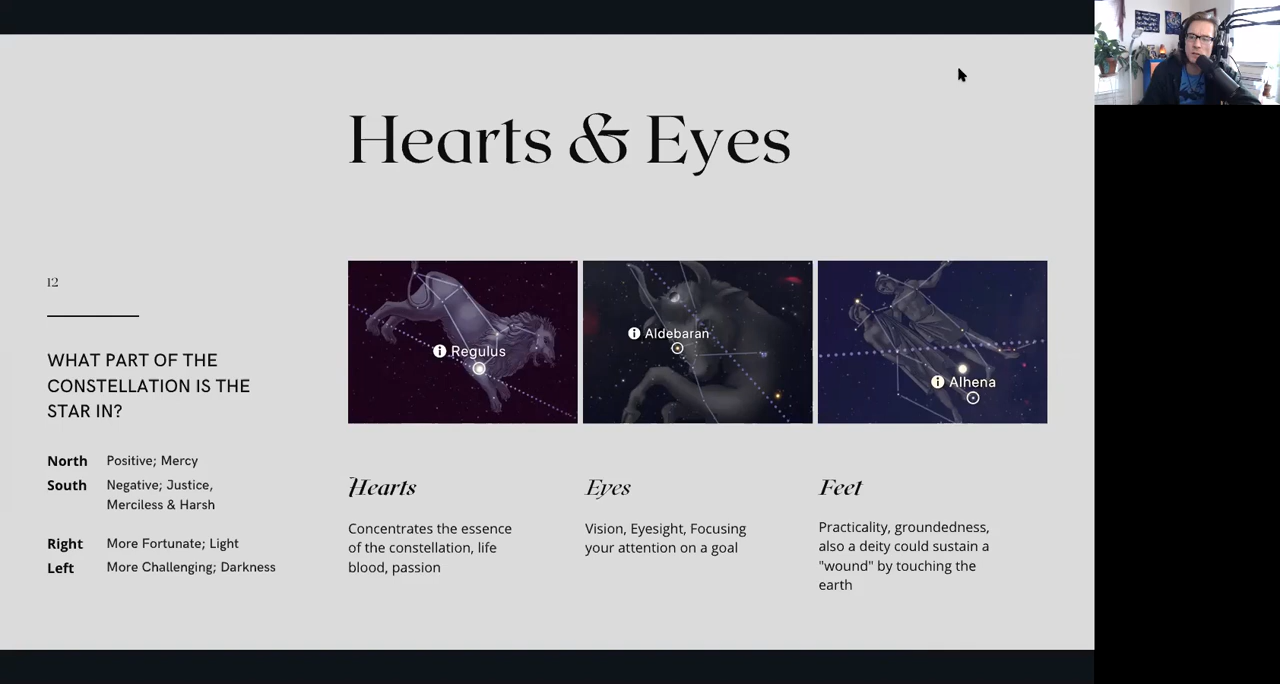 Hearts & Eyes
12
WHAT PART OF THE
CONSTELLATION IS THE
STAR IN?
North Positive; Mercy
South Negative; Justice,
Merciless & Harsh
Right More Fortunate; Light
Left More Challenging; Darkness
Regulus
Aldebaran
Alhena
Hearts
Concentrates the essence
of the constellation, life
blood, passion
Eyes
Vision, Eyesight, Focusing
your attention on a goal
Feet
Practicality, groundedness,
also a deity could sustain a
"wound" by touching the
earth